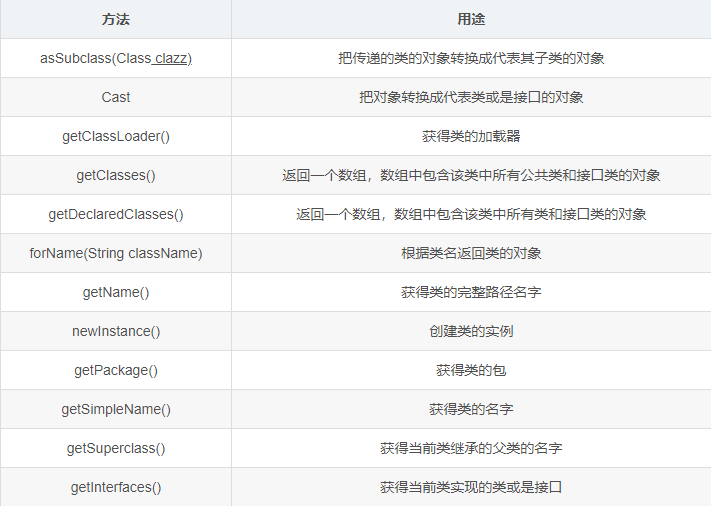 方法 用途
asSubclass(Class clazz) 把传递的类的对象转换成代表其子类的对象
Cast 把对象转换成代表类或是接口的对象
getClassLoader() 获得类的加载器
getClasses() 返回一个数组，数组中包含该类中所有公共类和接口类的对象
getDeclaredClasses() 返回一个数组，数组中包含该类中所有类和接口类的对象
forName(String className) 根据类名返回类的对象
getName() 获得类的完整路径名字
newInstance() 创建类的实例
getPackage() 获得类的包
getSimpleName() 获得类的名字
getSuperclass() 获得当前类继承的父类的名字
getInterfaces() 获得当前类实现的类或是接口